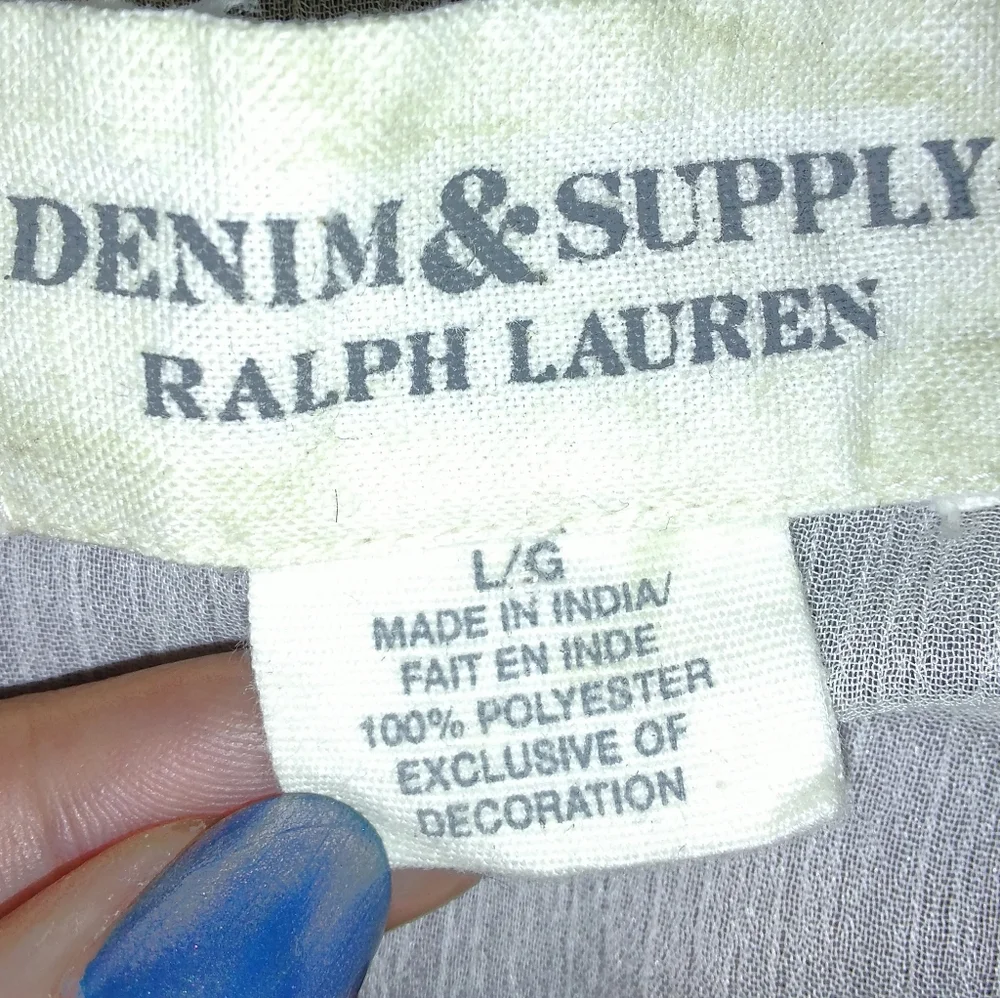 DENIM & SUPPLY
RALPH LAUREN
L/G
MADE IN INDIA/
FAIT EN INDE
100% POLYESTER
EXCLUSIVE OF
DECORATION